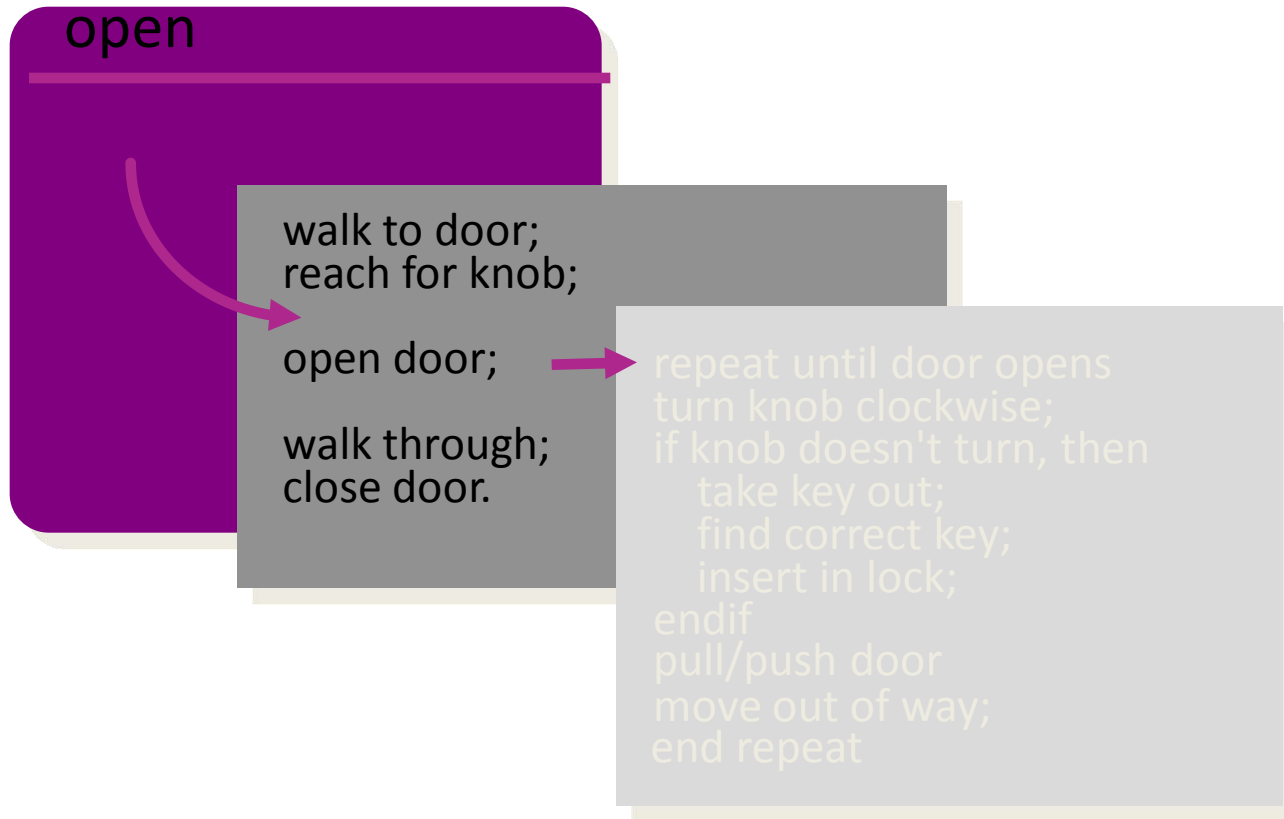 open
walk to door;
reach for knob;
open door;
walk through;
close door.
repeat until door opens
turn knob clockwise;
if knob doesn't turn, then
take key out;
find correct key;
insert in lock;
endif
pull/push door
move out of way;
end repeat